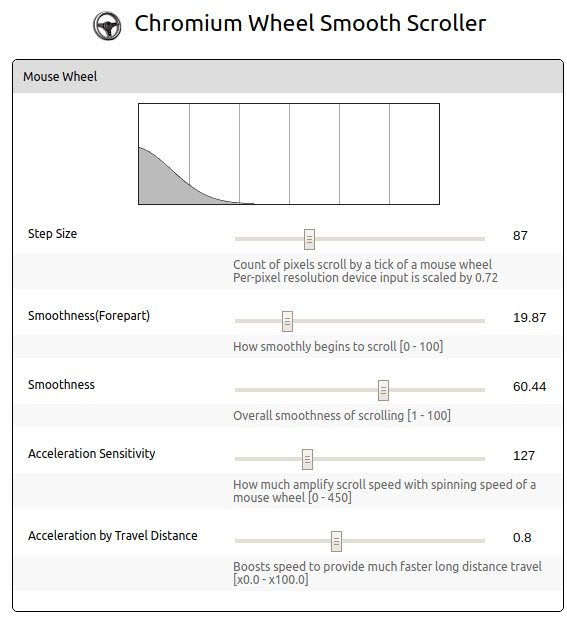 Chromium Wheel Smooth Scroller
Mouse Wheel
Step Size
87
Count of pixels scroll by a tick of a mouse wheel
Per-pixel resolution device input is scaled by 0.72
Smoothness(Forepart)
19.87
How smoothly begins to scroll [0 - 100]
Smoothness
60.44
Overall smoothness of scrolling [1 - 100]
Acceleration Sensitivity
127
How much amplify scroll speed with spinning speed of a
mouse wheel [0 - 450]
Acceleration by Travel Distance
0.8
Boosts speed to provide much faster long distance travel
[x0.0 - x100.0]